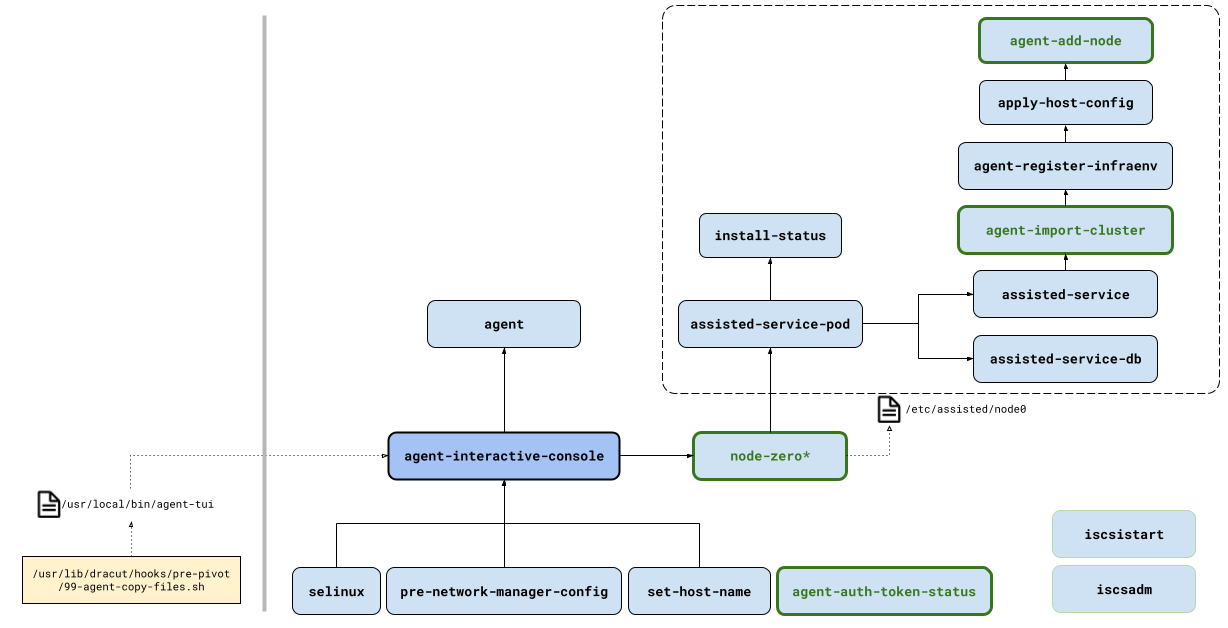 agent-add-node
apply-host-config
agent-register-infraenv
install-status
agent-import-cluster
assisted-service
agent
assisted-service-pod
assisted-service-db
/etc/assisted/node0
agent-interactive-console
node-zero*
/usr/local/bin/agent-tui
iscsistart
/usr/lib/dracut/hooks/pre-pivot
/99-agent-copy-files.sh
selinux
pre-network-manager-config
set-host-name
agent-auth-token-status
iscsadm